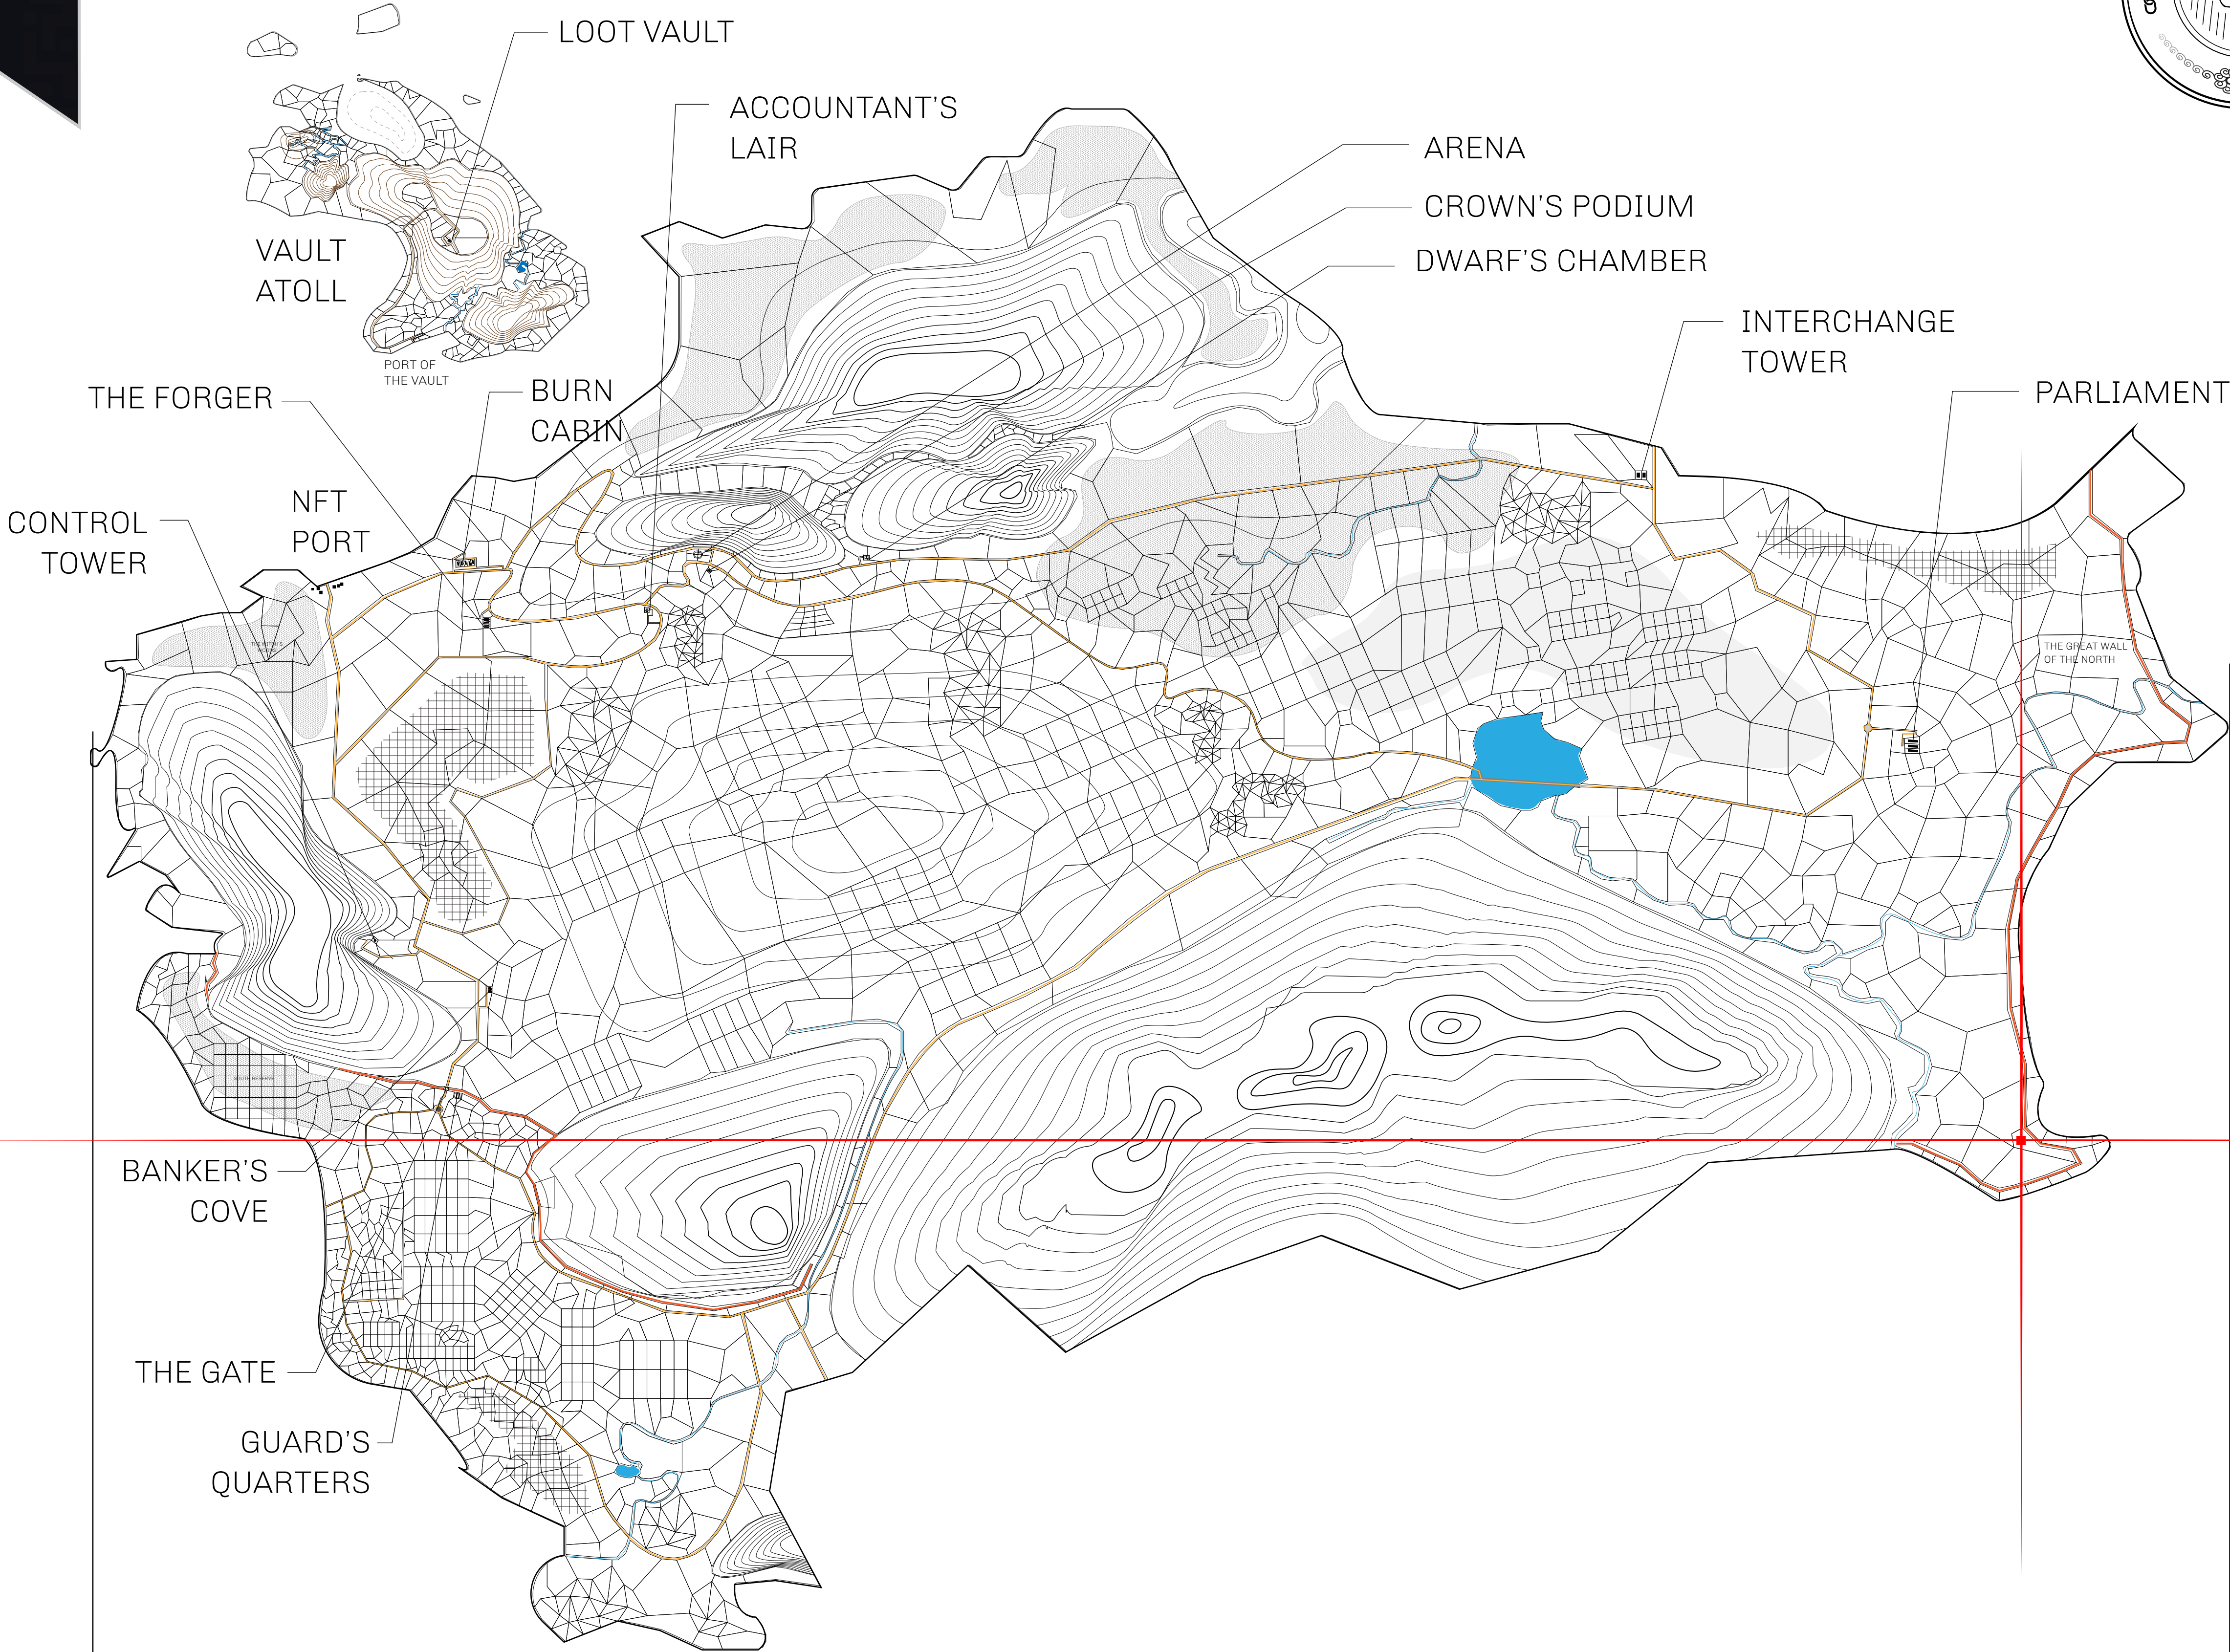 LOOT VAULT
ACCOUNTANT’S
LAIR
ARENA
CROWN’S PODIUM
DWARF’S CHAMBER
VAULT
ATOLL
INTERCHANGE
TOWER
PORT OF
THE VAULT
THE FORGER
BURN
CABIN
PARLIAMENT
NFT
PORT
CONTROL
TOWER
THE GREAT WALL
OF THE NORTH
SOUTH RESERVE
BANKER’S
COVE
THE GATE
GUARD’S
QUARTERS